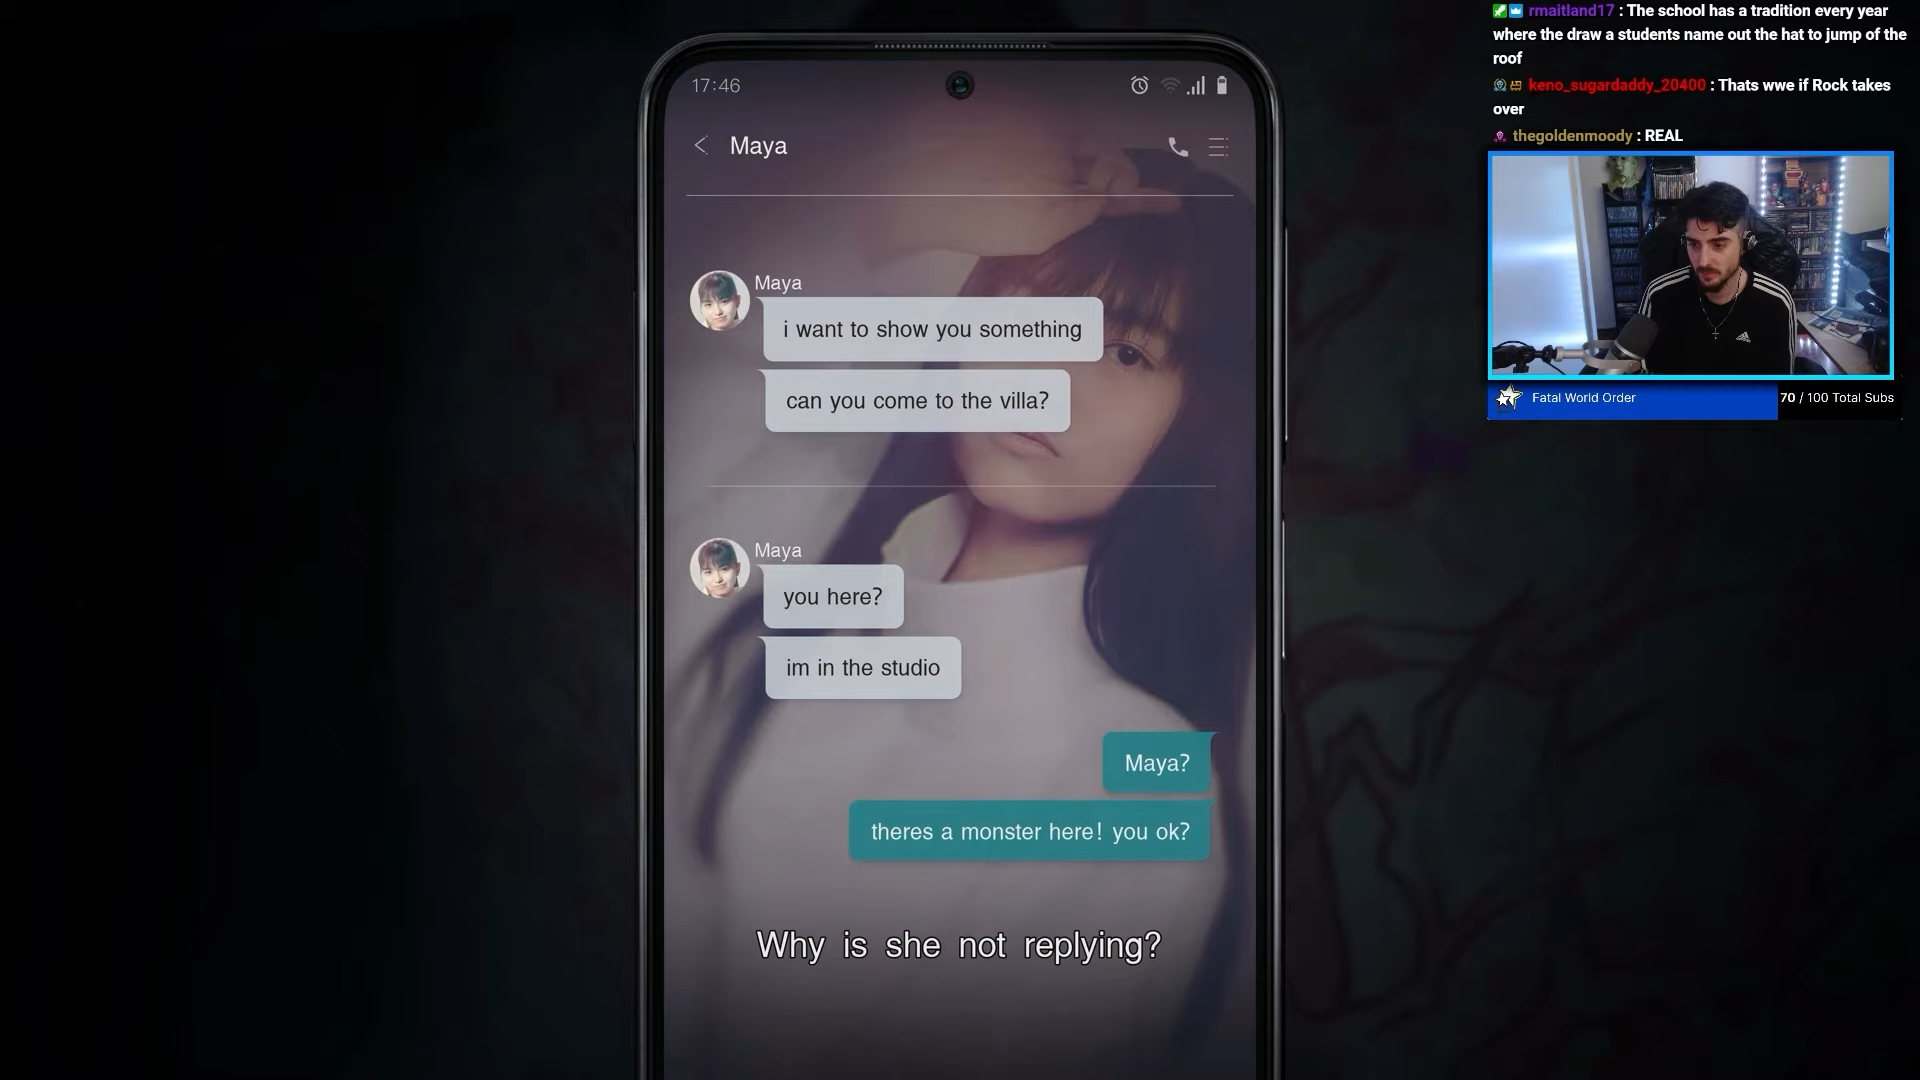 rmaitland17 : The school has a tradition every year
where the draw a students name out the hat to jump of the
roof
keno_sugardaddy_20400 : Thats wwe if Rock takes
over
thegoldenmoody : REAL
Fatal World Order
70 / 100 Total Subs
17:46
Maya
Maya
i want to show you something
can you come to the villa?
Maya
you here?
im in the studio
Maya?
theres a monster here! you ok?
Why is she not replying?